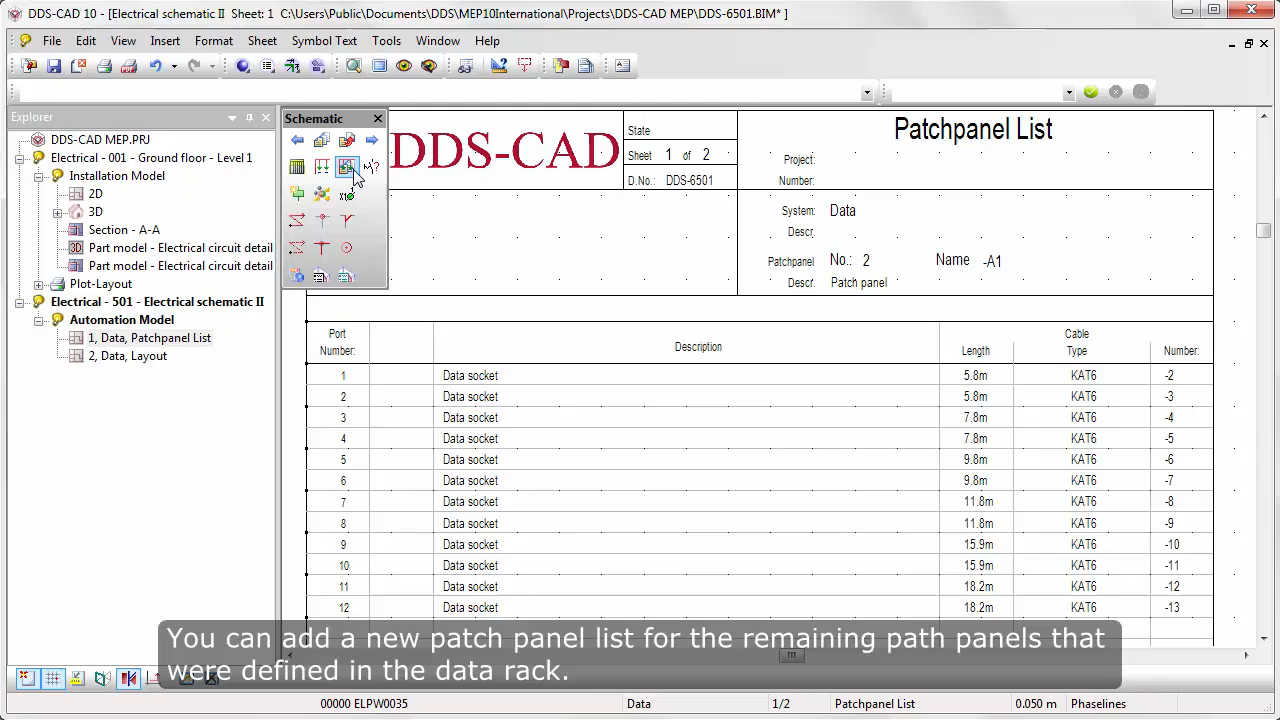 DDS-CAD 10 - [Electrical schematic II Sheet: 1 C:\Users\Public\Documents\DDS\MEP10International\Projects\DDS-CAD MEP\DDS-6501.BIM* ]
File Edit View Insert Format Sheet Symbol Text Tools Window Help
Explorer
DDS-CAD MEP.PRJ
Electrical - 001 - Ground floor - Level 1
Installation Model
2D
3D
Section - A-A
Part model - Electrical circuit detail
Part model - Electrical circuit detail
Plot-Layout
Electrical - 501 - Electrical schematic II
Automation Model
1, Data, Patchpanel List
2, Data, Layout
Schematic
DDS-CAD
State
Sheet 1 of 2
D.No.: DDS-6501
Patchpanel List
Project:
Number:
System: Data
Descr.
Patchpanel No.: 2 Name -A1
Descr. Patch panel
Port Number: Description Cable
Length Type Number:
1 Data socket 5.8m KAT6 -2
2 Data socket 5.8m KAT6 -3
3 Data socket 7.8m KAT6 -4
4 Data socket 7.8m KAT6 -5
5 Data socket 9.8m KAT6 -6
6 Data socket 9.8m KAT6 -7
7 Data socket 11.8m KAT6 -8
8 Data socket 11.8m KAT6 -9
9 Data socket 15.9m KAT6 -10
10 Data socket 15.9m KAT6 -11
11 Data socket 18.2m KAT6 -12
12 Data socket 18.2m KAT6 -13
You can add a new patch panel list for the remaining path panels that
were defined in the data rack.
00000 ELPW0035 Data 1/2 Patchpanel List 0.050 m Phaselines